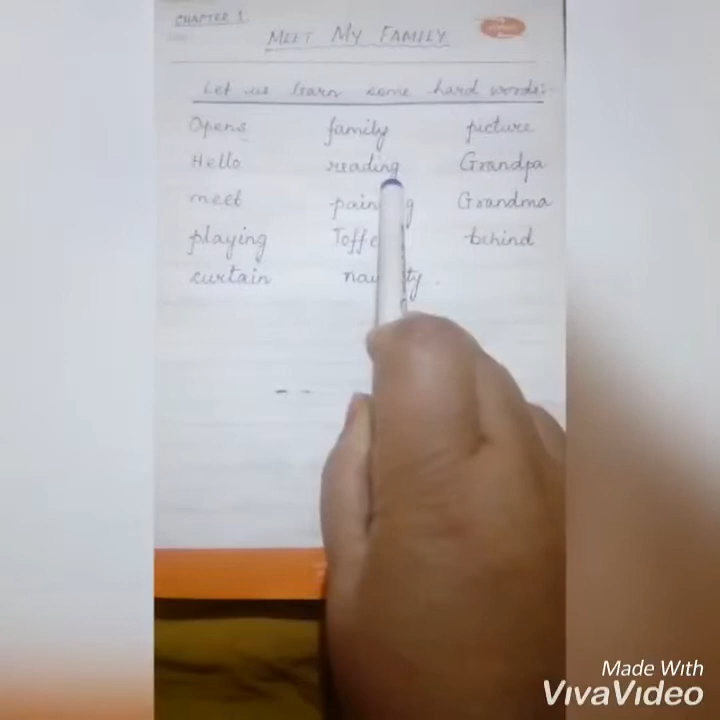 CHAPTER 1
MEET MY FAMILY
Let us learn some hard words:-
Opens family picture
Hello reading Grandpa
meet Grandma
playing behind
curtain
Made With
VivaVideo